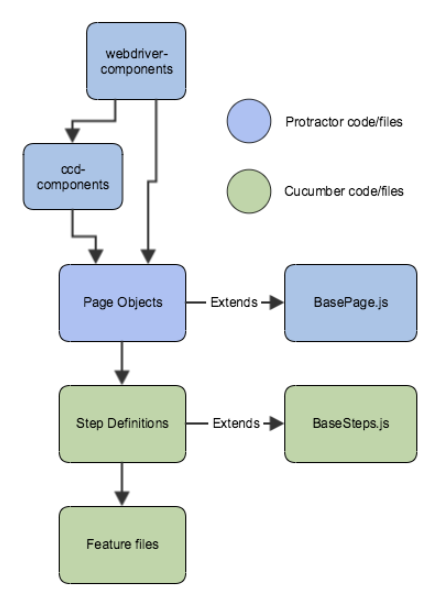 webdriver-
components
Protractor code/files
ccd-
components
Cucumber code/files
Page Objects
Extends
BasePage.js
Step Definitions
Extends
BaseSteps.js
Feature files